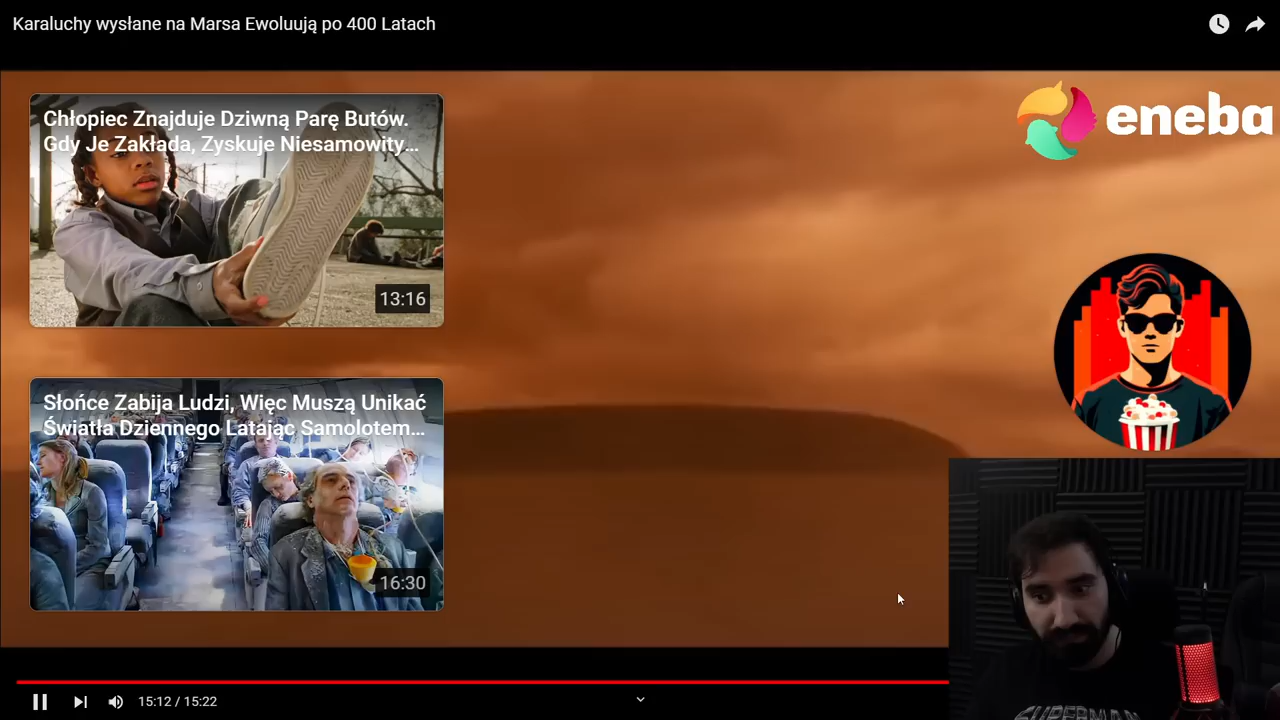 Karaluchy wysłane na Marsa Ewoluują po 400 Latach
eneba
Chłopiec Znajduje Dziwną Parę Butów.
Gdy Je Zakłada, Zyskuje Niesamowity...
13:16
Słońce Zabija Ludzi, Więc Muszą Unikać
Światła Dziennego Latając Samolotem...
16:30
SUPERMAN
15:12 / 15:22